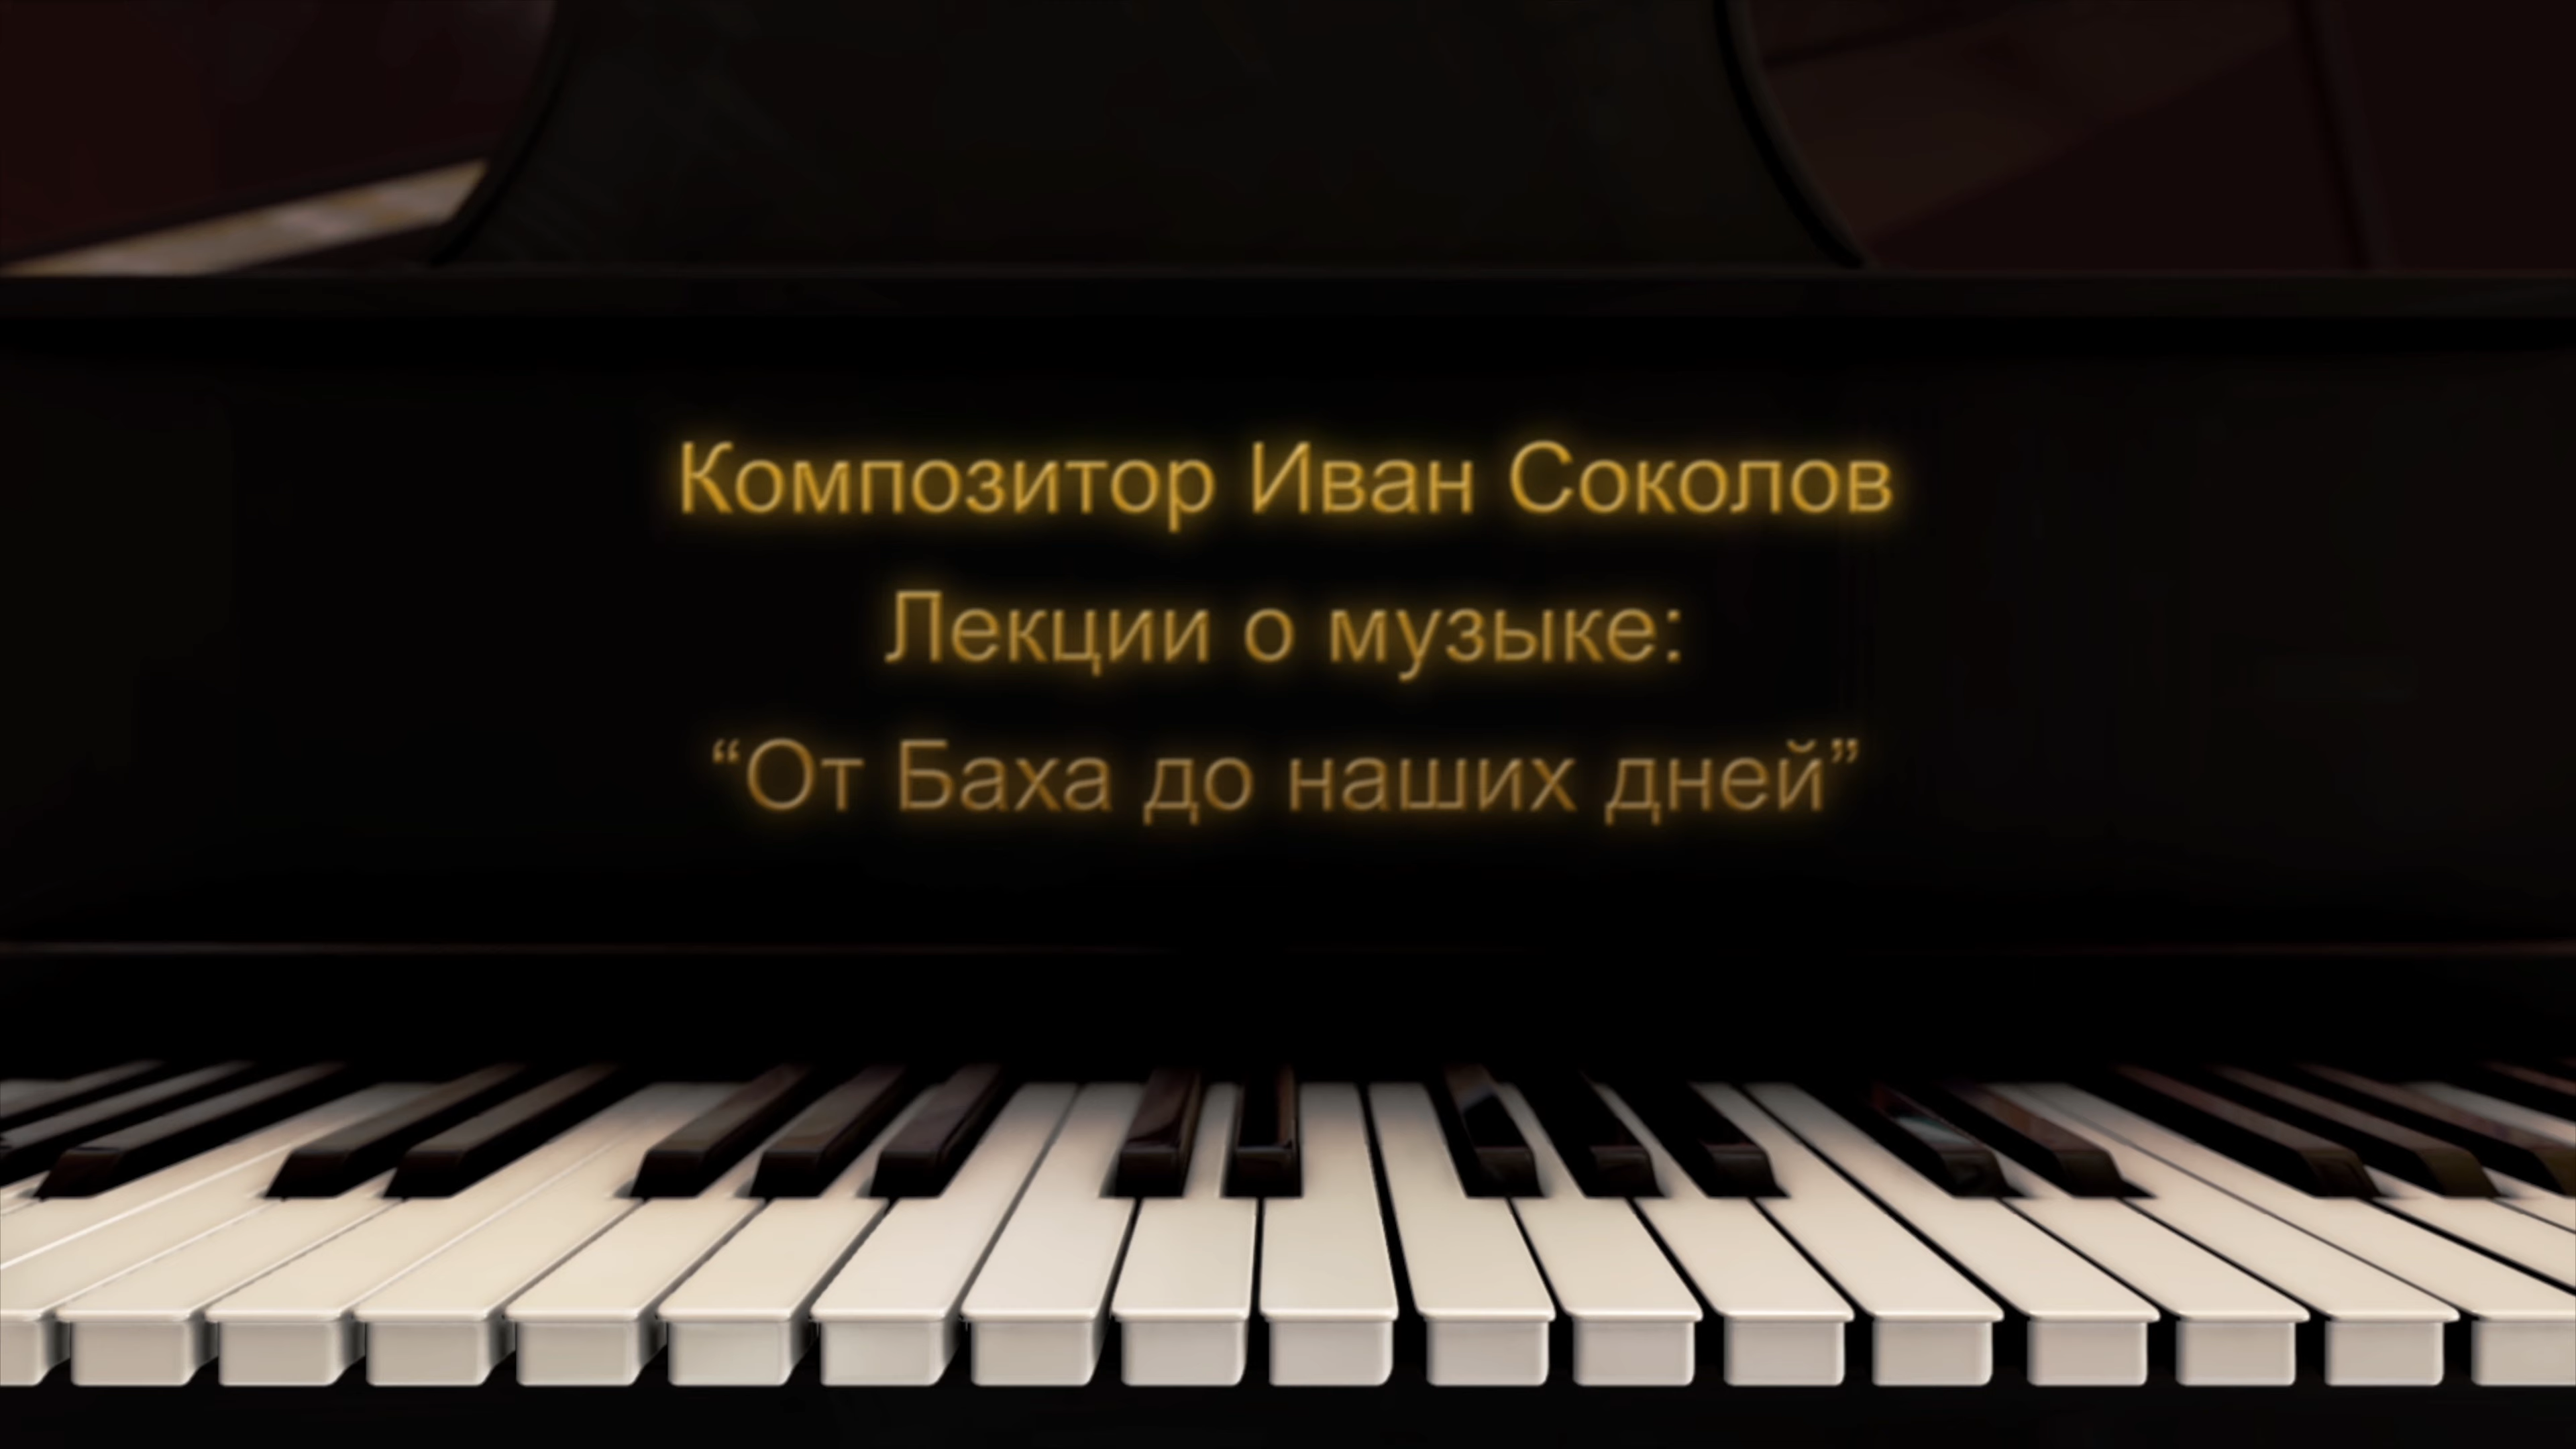 Композитор Иван Соколов
Лекции о музыке:
“От Баха до наших дней”